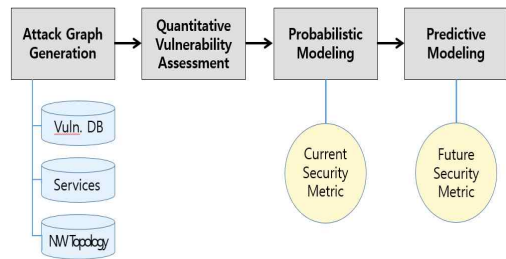 Attack Graph
Generation
Quantitative
Vulnerability
Assessment
Probabilistic
Modeling
Predictive
Modeling
Vuln. DB
Services
NW Topology
Current
Security
Metric
Future
Security
Metric